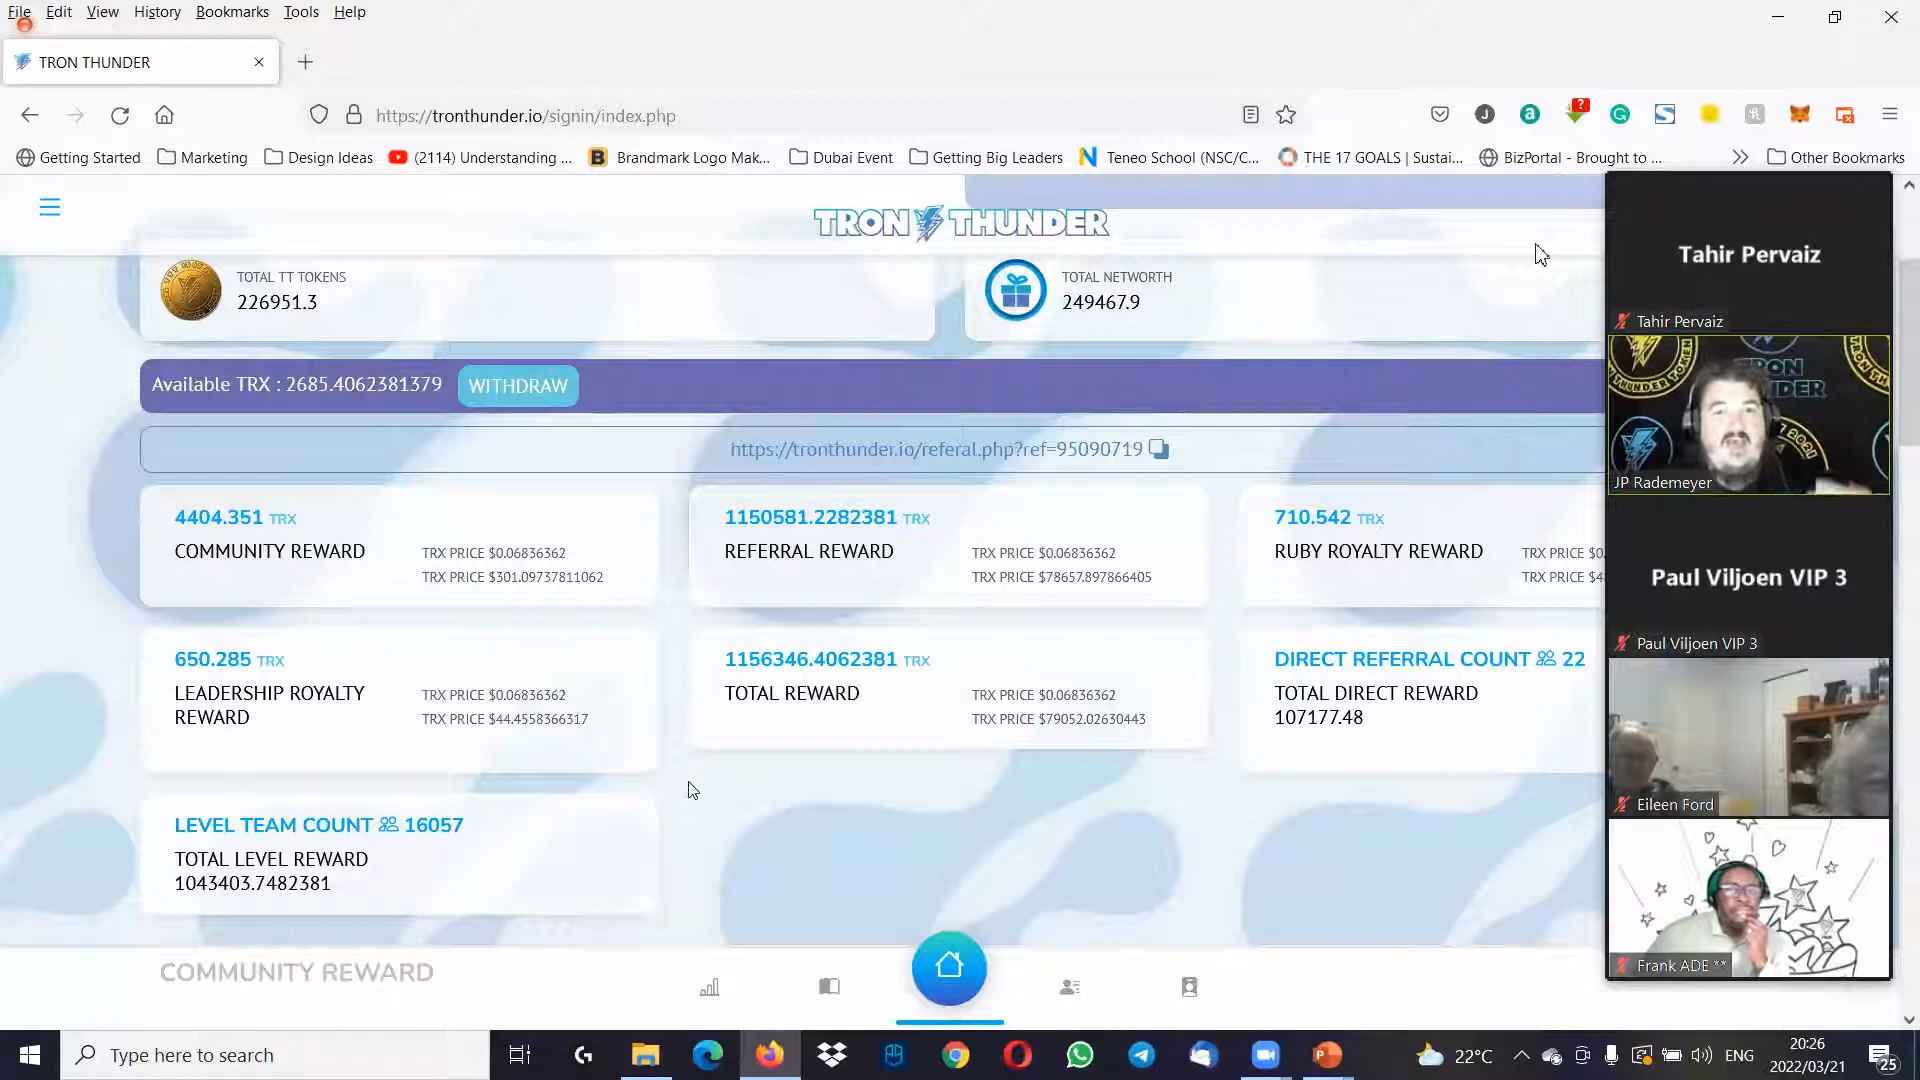 File Edit View History Bookmarks Tools Help
TRON THUNDER
https://tronthunder.io/signin/index.php
Getting Started Marketing Design Ideas (2114) Understanding ... Brandmark Logo Mak... Dubai Event Getting Big Leaders Teneo School (NSC/C... THE 17 GOALS | Sustai... BizPortal - Brought to ... Other Bookmarks
TRON THUNDER
TOTAL TT TOKENS
226951.3
TOTAL NETWORTH
249467.9
Available TRX : 2685.4062381379 WITHDRAW
https://tronthunder.io/referal.php?ref=95090719
4404.351 TRX
COMMUNITY REWARD
TRX PRICE $0.06836362
TRX PRICE $301.09737811062
1150581.2282381 TRX
REFERRAL REWARD
TRX PRICE $0.06836362
TRX PRICE $78657.897866405
710.542 TRX
RUBY ROYALTY REWARD
TRX PRICE $0.
TRX PRICE $4
650.285 TRX
LEADERSHIP ROYALTY
REWARD
TRX PRICE $0.06836362
TRX PRICE $44.4558366317
1156346.4062381 TRX
TOTAL REWARD
TRX PRICE $0.06836362
TRX PRICE $79052.02630443
DIRECT REFERRAL COUNT 22
TOTAL DIRECT REWARD
107177.48
LEVEL TEAM COUNT 16057
TOTAL LEVEL REWARD
1043403.7482381
COMMUNITY REWARD
Tahir Pervaiz
Tahir Pervaiz
TRON
THUNDER
JP Rademeyer
Paul Viljoen VIP 3
Paul Viljoen VIP 3
Eileen Ford
Frank ADE **
Type here to search
22°C
ENG
20:26
2022/03/21
25